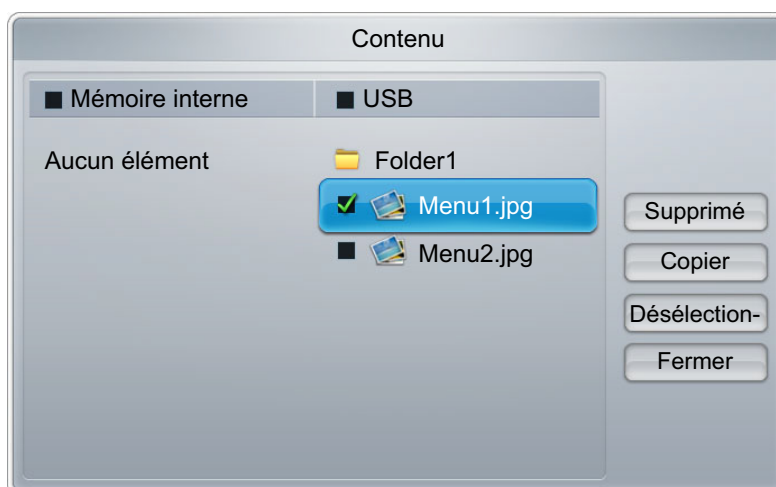 Contenu
Mémoire interne
USB
Aucun élément
Folder1
Menu1.jpg
Menu2.jpg
Supprimé
Copier
Désélection-
Fermer